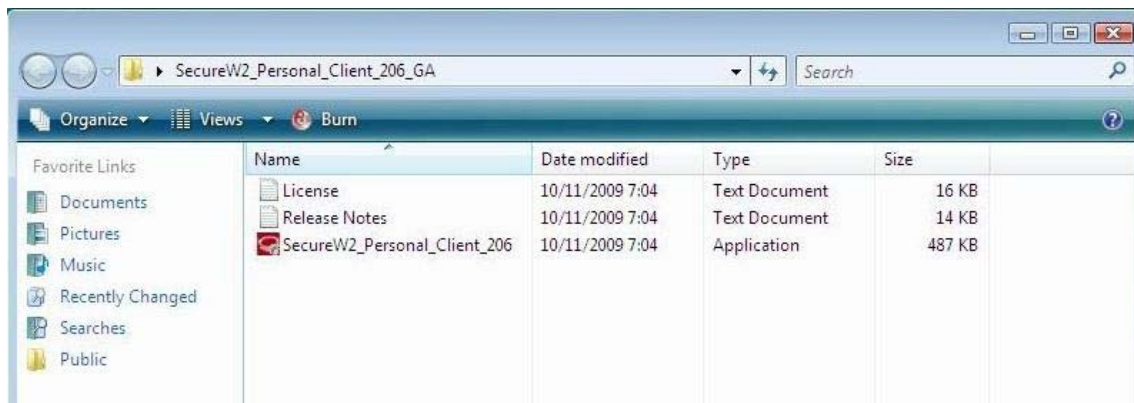 SecureW2_Personal_Client_206_GA
Search
Organize Views Burn
Favorite Links
Documents
Pictures
Music
Recently Changed
Searches
Public
Name Date modified Type Size
License 10/11/2009 7:04 Text Document 16 KB
Release Notes 10/11/2009 7:04 Text Document 14 KB
SecureW2_Personal_Client_206 10/11/2009 7:04 Application 487 KB